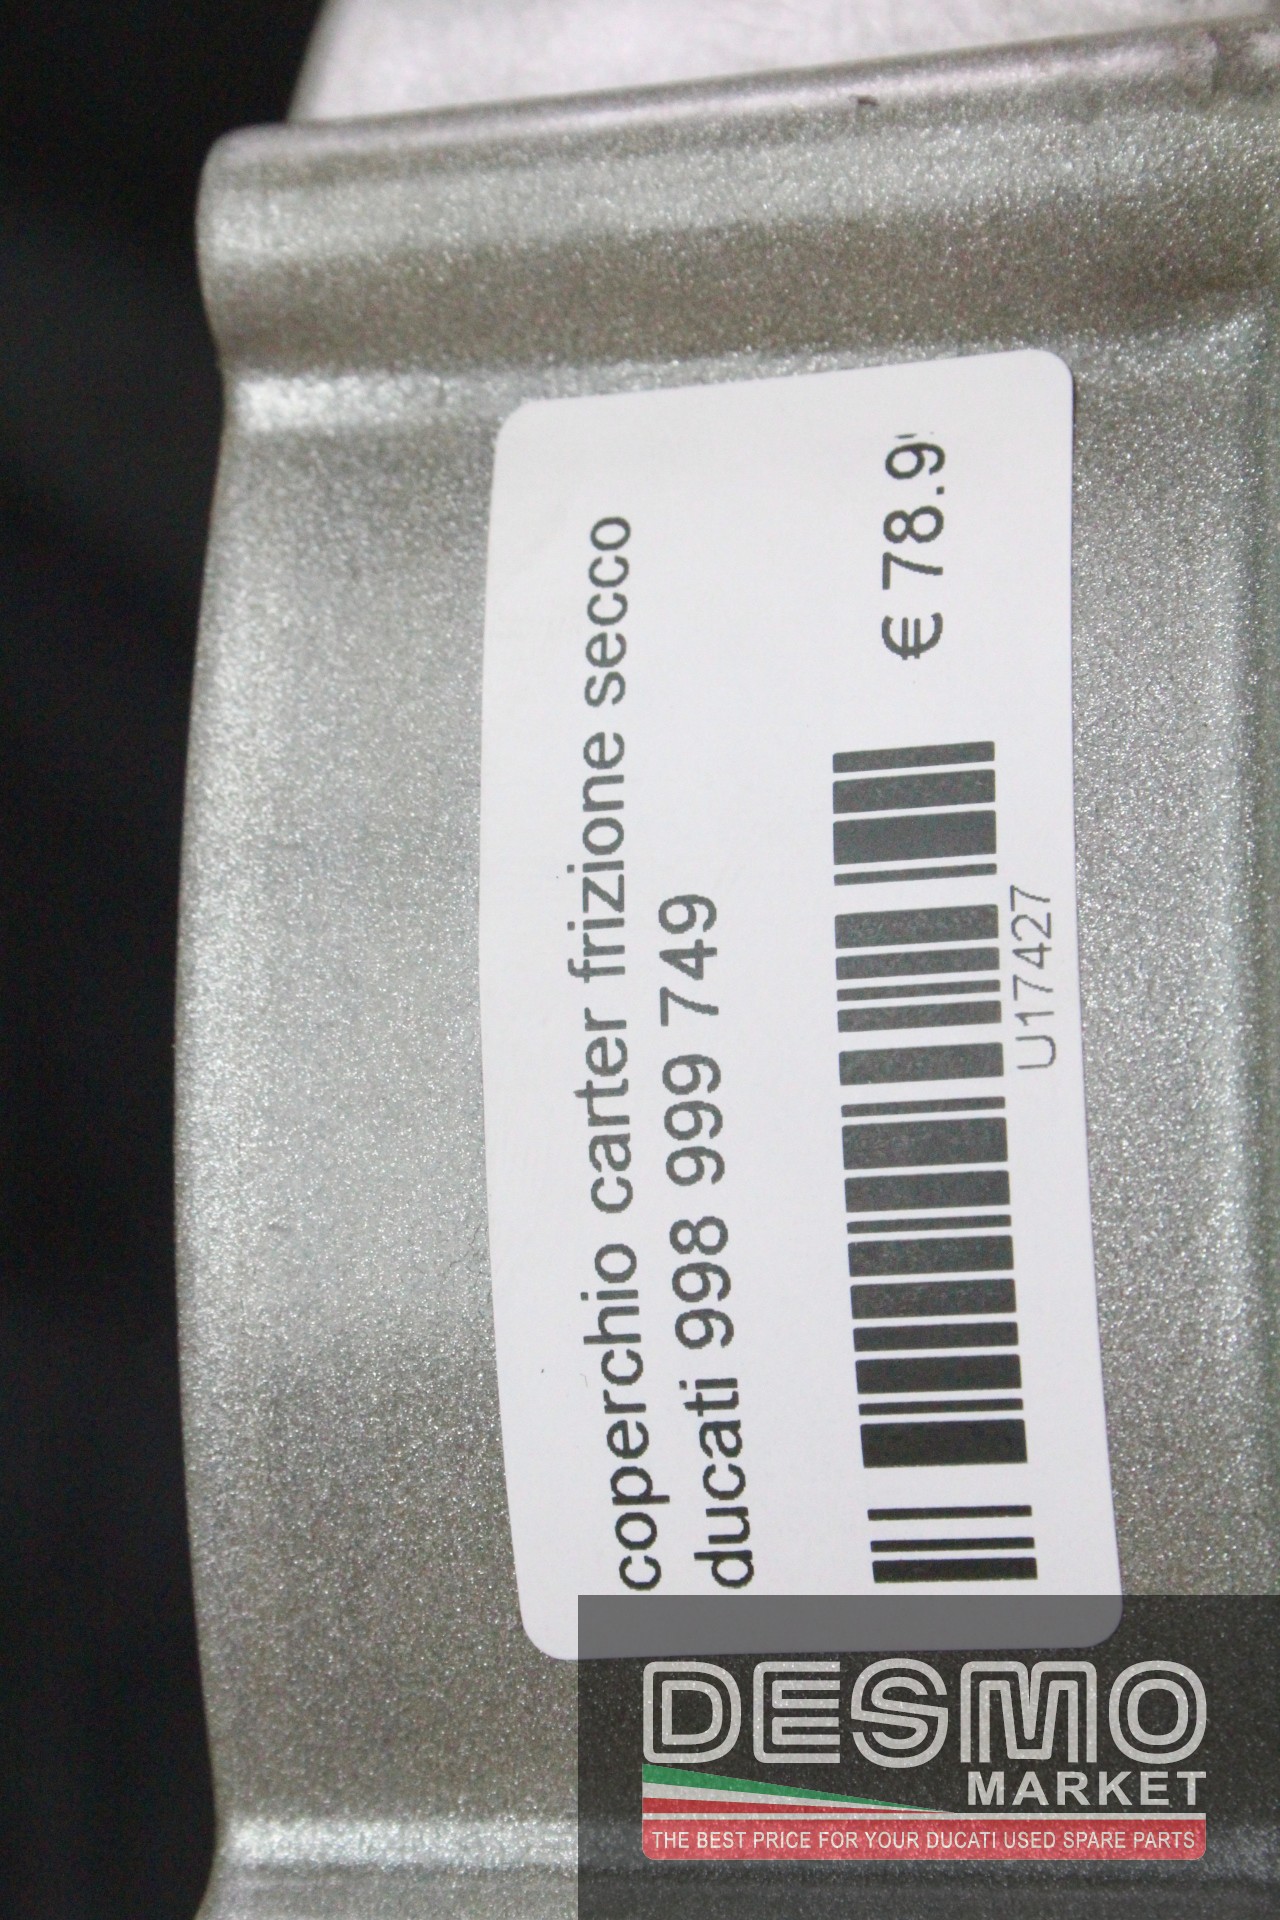 coperchio carter frizione secco
ducati 998 999 749
€ 78.9
U17427
DESMO
MARKET
THE BEST PRICE FOR YOUR DUCATI USED SPARE PARTS